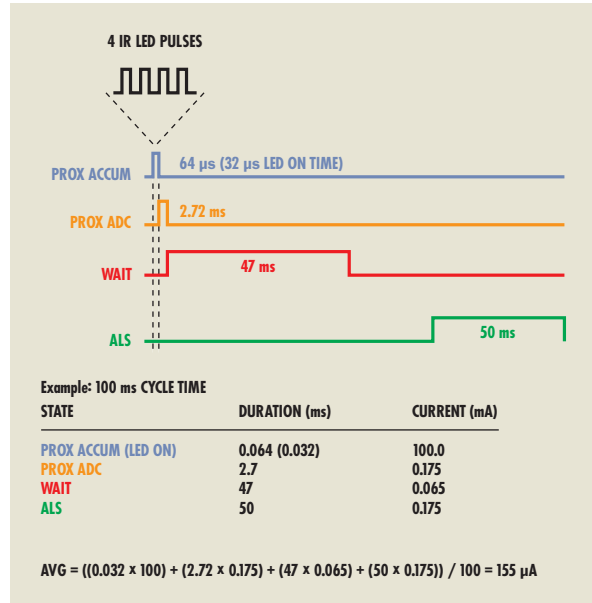 4 IR LED PULSES
PROX ACCUM
64 µs (32 µs LED ON TIME)
PROX ADC
2.72 ms
WAIT
47 ms
ALS
50 ms
Example: 100 ms CYCLE TIME
STATE DURATION (ms) CURRENT (mA)
PROX ACCUM (LED ON) 0.064 (0.032) 100.0
PROX ADC 2.7 0.175
WAIT 47 0.065
ALS 50 0.175
AVG = ((0.032 x 100) + (2.72 x 0.175) + (47 x 0.065) + (50 x 0.175)) / 100 = 155 µA